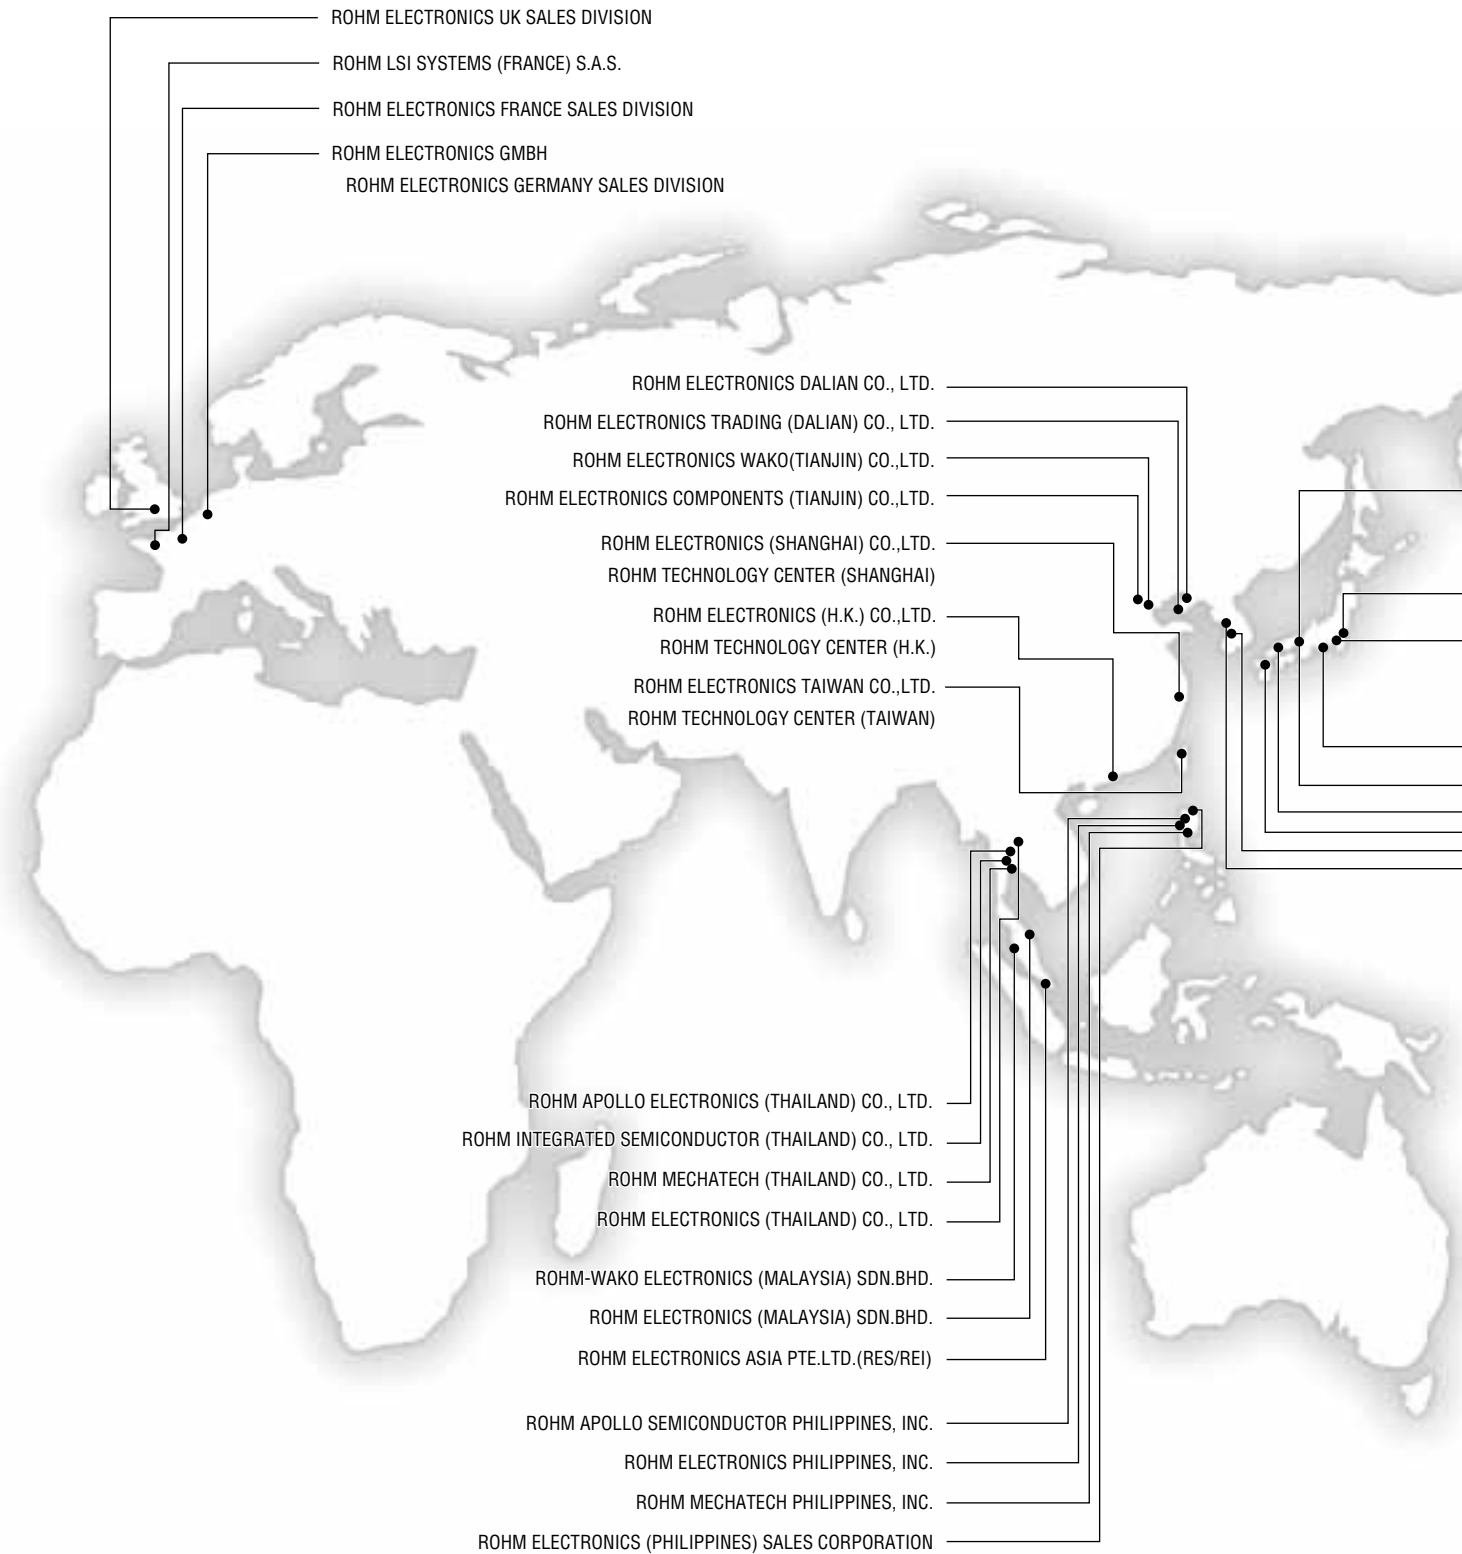 ROHM ELECTRONICS UK SALES DIVISION
ROHM LSI SYSTEMS (FRANCE) S.A.S.
ROHM ELECTRONICS FRANCE SALES DIVISION
ROHM ELECTRONICS GMBH
ROHM ELECTRONICS GERMANY SALES DIVISION
ROHM ELECTRONICS DALIAN CO., LTD.
ROHM ELECTRONICS TRADING (DALIAN) CO., LTD.
ROHM ELECTRONICS WAKO(TIANJIN) CO.,LTD.
ROHM ELECTRONICS COMPONENTS (TIANJIN) CO.,LTD.
ROHM ELECTRONICS (SHANGHAI) CO.,LTD.
ROHM TECHNOLOGY CENTER (SHANGHAI)
ROHM ELECTRONICS (H.K.) CO.,LTD.
ROHM TECHNOLOGY CENTER (H.K.)
ROHM ELECTRONICS TAIWAN CO.,LTD.
ROHM TECHNOLOGY CENTER (TAIWAN)
ROHM APOLLO ELECTRONICS (THAILAND) CO., LTD.
ROHM INTEGRATED SEMICONDUCTOR (THAILAND) CO., LTD.
ROHM MECHATECH (THAILAND) CO., LTD.
ROHM ELECTRONICS (THAILAND) CO., LTD.
ROHM-WAKO ELECTRONICS (MALAYSIA) SDN.BHD.
ROHM ELECTRONICS (MALAYSIA) SDN.BHD.
ROHM ELECTRONICS ASIA PTE.LTD.(RES/REI)
ROHM APOLLO SEMICONDUCTOR PHILIPPINES, INC.
ROHM ELECTRONICS PHILIPPINES, INC.
ROHM MECHATECH PHILIPPINES, INC.
ROHM ELECTRONICS (PHILIPPINES) SALES CORPORATION